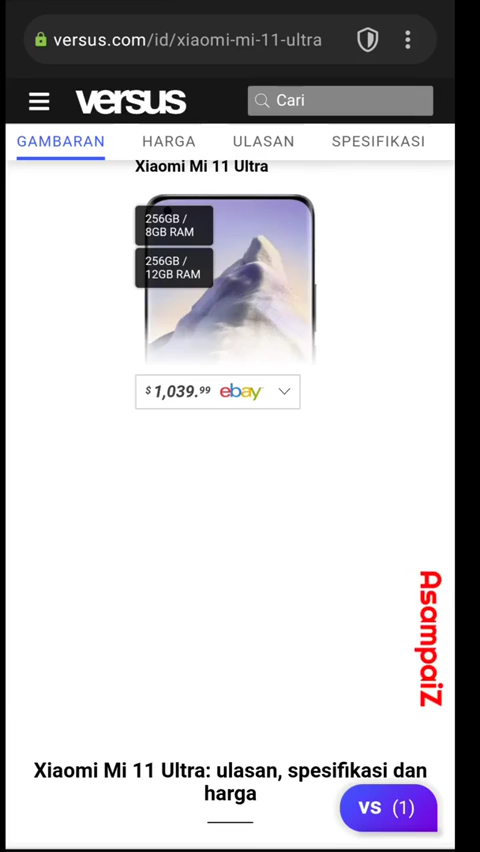 versus.com/id/xiaomi-mi-11-ultra
versus
Cari
GAMBARAN HARGA ULASAN SPESIFIKASI
Xiaomi Mi 11 Ultra
256GB /
8GB RAM
256GB /
12GB RAM
$ 1,039.99 ebay
AsampaiZ
Xiaomi Mi 11 Ultra: ulasan, spesifikasi dan
harga
vs (1)